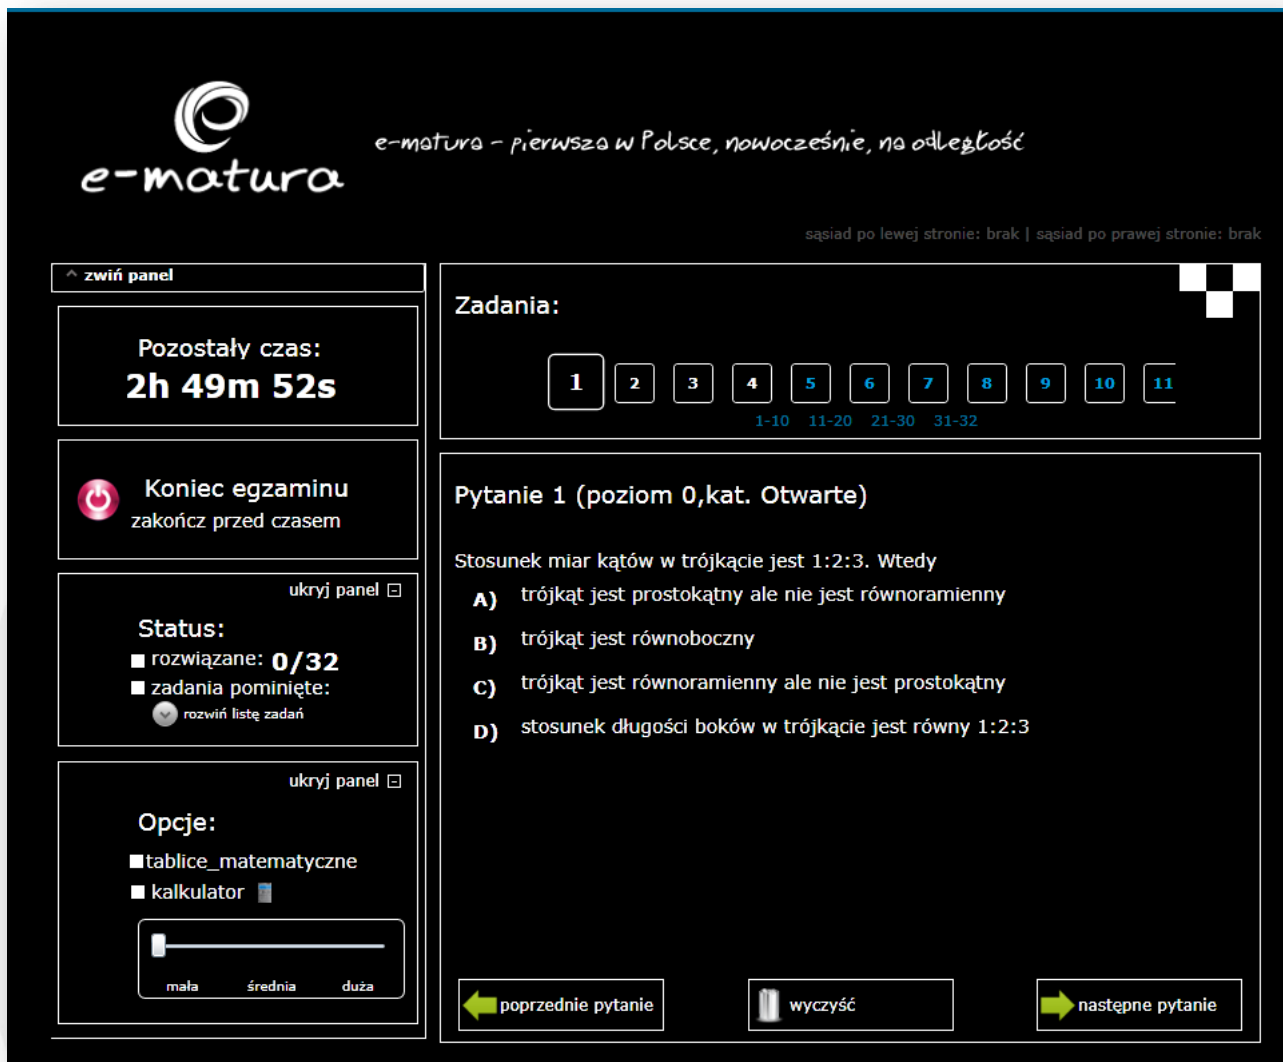 e-matura
e-matura - pierwsza w Polsce, nowocześnie, na odległość
sąsiad po lewej stronie: brak | sąsiad po prawej stronie: brak
^ zwiń panel
Pozostały czas:
2h 49m 52s
Koniec egzaminu
zakończ przed czasem
ukryj panel
Status:
rozwiązane: 0/32
zadania pominięte:
rozwiń listę zadań
ukryj panel
Opcje:
tablice_matematyczne
kalkulator
mała średnia duża
Zadania:
1 2 3 4 5 6 7 8 9 10 11
1-10 11-20 21-30 31-32
Pytanie 1 (poziom 0,kat. Otwarte)
Stosunek miar kątów w trójkącie jest 1:2:3. Wtedy
A) trójkąt jest prostokątny ale nie jest równoramienny
B) trójkąt jest równoboczny
C) trójkąt jest równoramienny ale nie jest prostokątny
D) stosunek długości boków w trójkącie jest równy 1:2:3
poprzednie pytanie wyczyść następne pytanie